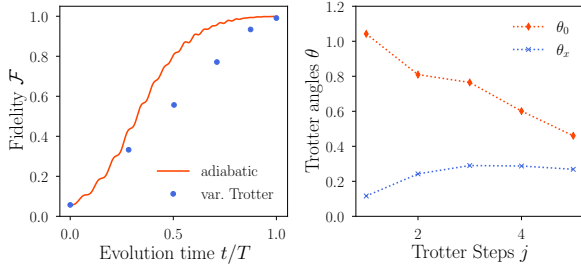 1.0
0.8
0.6
0.4
0.2
0.0
Fidelity 𝓕
adiabatic
var. Trotter
0.0 0.5 1.0
Evolution time t/T
1.2
1.0
0.8
0.6
0.4
0.2
0.0
Trotter angles θ
θ₀
θₓ
2 4
Trotter Steps j